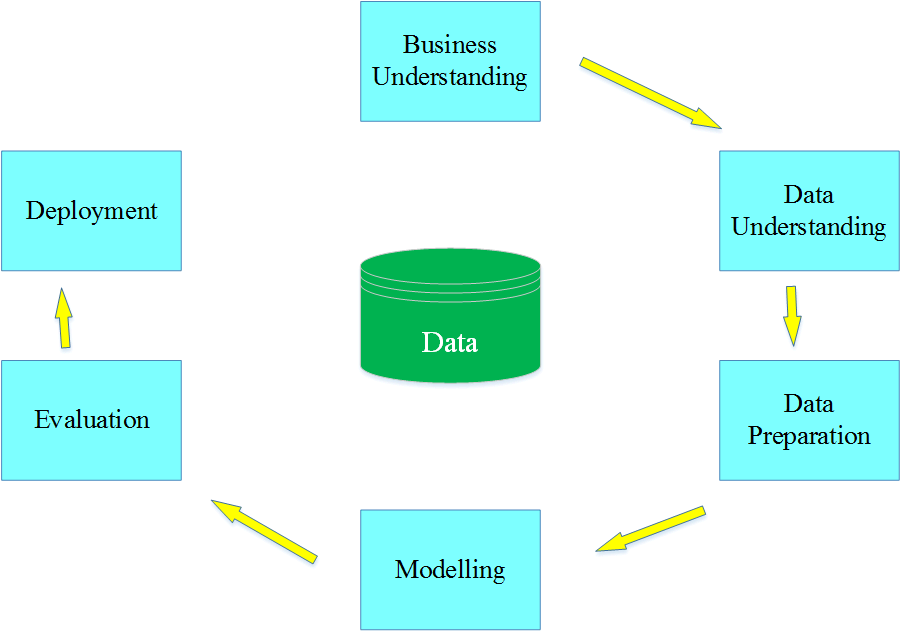 Business
Understanding
Data
Understanding
Data
Preparation
Modelling
Evaluation
Deployment
Data